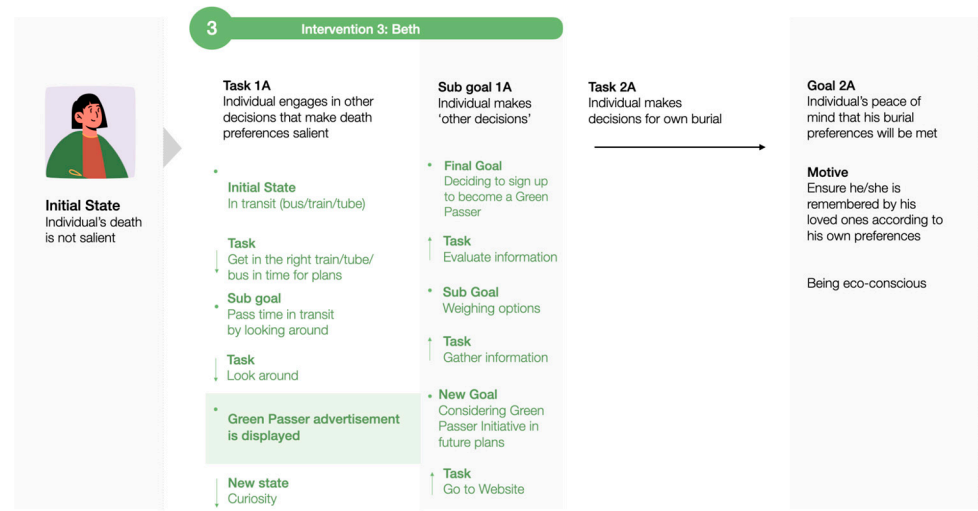 3
Intervention 3: Beth
Initial State
Individual's death
is not salient
Task 1A
Individual engages in other
decisions that make death
preferences salient
Initial State
In transit (bus/train/tube)
Task
Get in the right train/tube/
bus in time for plans
Sub goal
Pass time in transit
by looking around
Task
Look around
Green Passer advertisement
is displayed
New state
Curiosity
Sub goal 1A
Individual makes
'other decisions'
Final Goal
Deciding to sign up
to become a Green
Passer
Task
Evaluate information
Sub Goal
Weighing options
Task
Gather information
New Goal
Considering Green
Passer Initiative in
future plans
Task
Go to Website
Task 2A
Individual makes
decisions for own burial
Goal 2A
Individual's peace of
mind that his burial
preferences will be met
Motive
Ensure he/she is
remembered by his
loved ones according to
his own preferences
Being eco-conscious